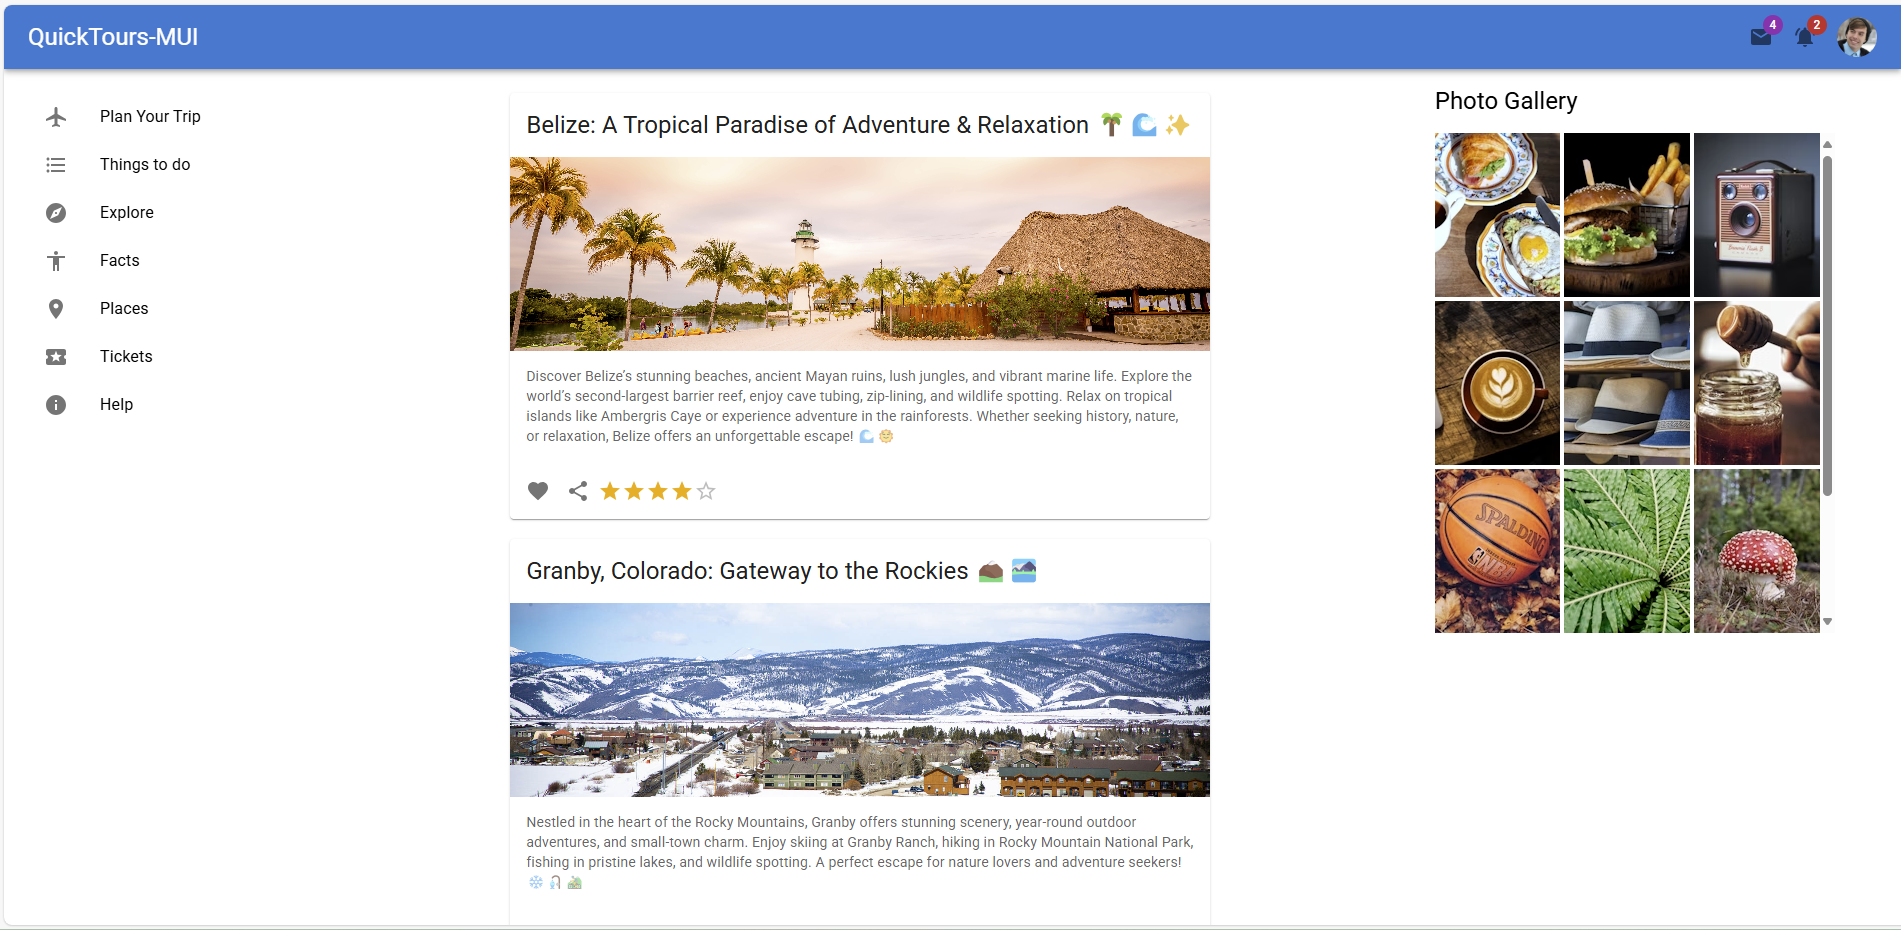 QuickTours-MUI
4
2
Plan Your Trip
Things to do
Explore
Facts
Places
Tickets
Help
Belize: A Tropical Paradise of Adventure & Relaxation 🌴 🌊 ✨
Discover Belize’s stunning beaches, ancient Mayan ruins, lush jungles, and vibrant marine life. Explore the
world’s second-largest barrier reef, enjoy cave tubing, zip-lining, and wildlife spotting. Relax on tropical
islands like Ambergris Caye or experience adventure in the rainforests. Whether seeking history, nature,
or relaxation, Belize offers an unforgettable escape! 🌊 🌞
Granby, Colorado: Gateway to the Rockies ⛰️ 🏞️
Nestled in the heart of the Rocky Mountains, Granby offers stunning scenery, year-round outdoor
adventures, and small-town charm. Enjoy skiing at Granby Ranch, hiking in Rocky Mountain National Park,
fishing in pristine lakes, and wildlife spotting. A perfect escape for nature lovers and adventure seekers!
❄️ 🎣 🏕️
Photo Gallery
SPALDING